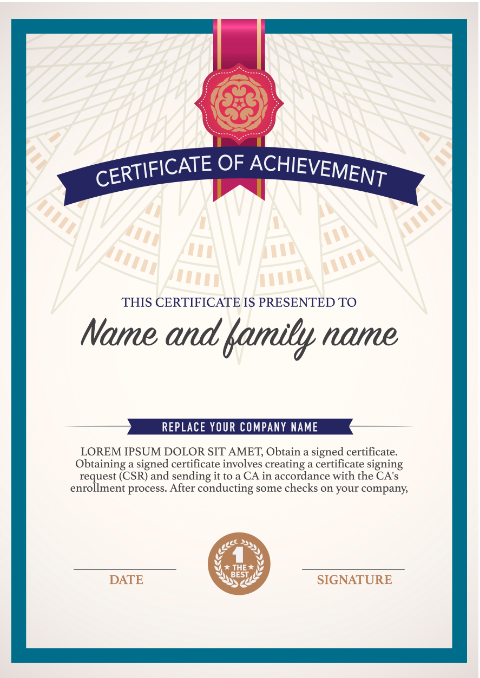 CERTIFICATE OF ACHIEVEMENT
THIS CERTIFICATE IS PRESENTED TO
Name and family name
REPLACE YOUR COMPANY NAME
LOREM IPSUM DOLOR SIT AMET, Obtain a signed certificate.
Obtaining a signed certificate involves creating a certificate signing
request (CSR) and sending it to a CA in accordance with the CA's
enrollment process. After conducting some checks on your company,
1
THE
BEST
DATE
SIGNATURE